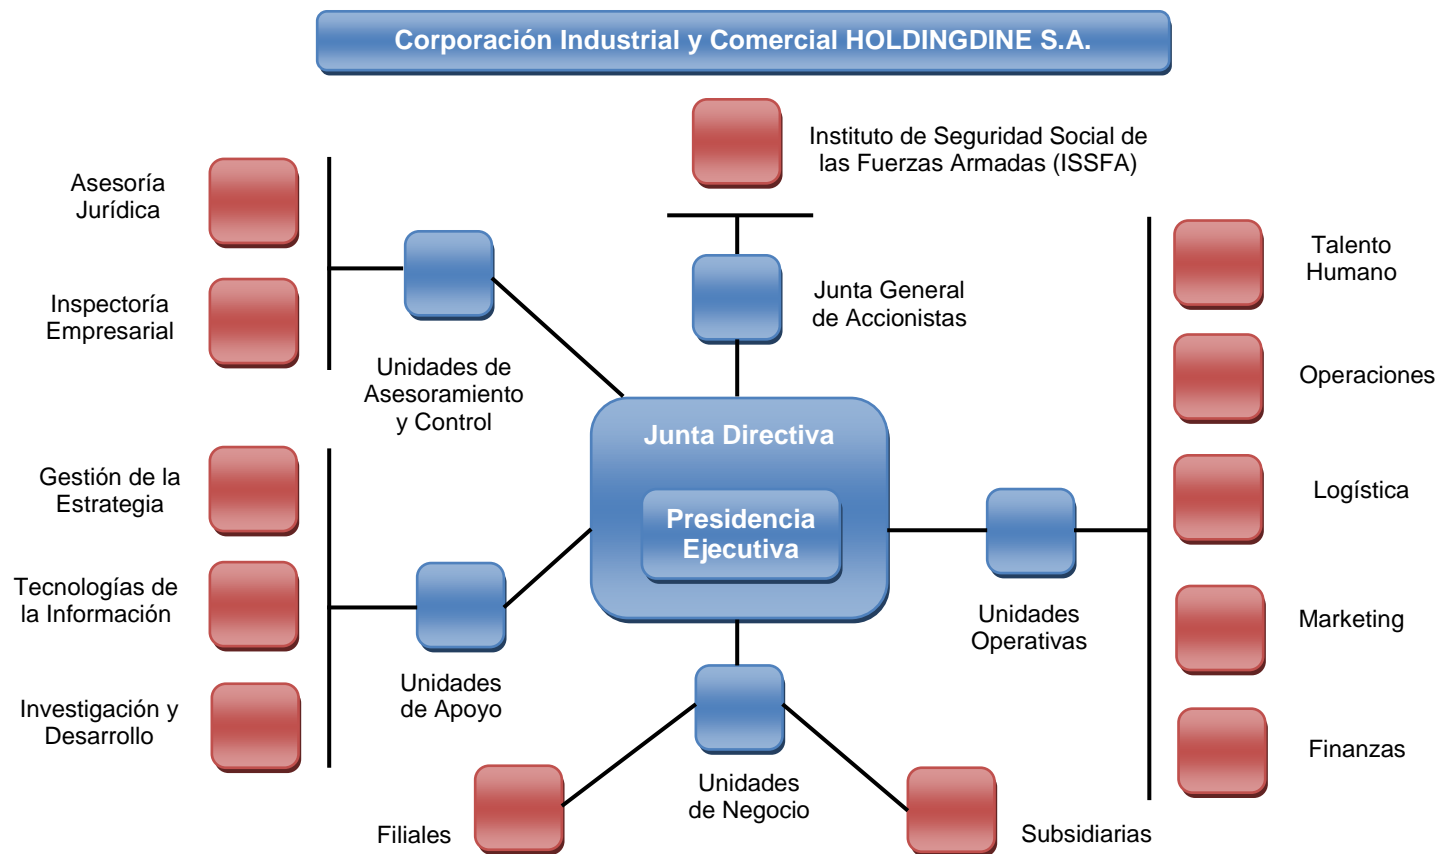 Corporación Industrial y Comercial HOLDINGDINE S.A.
Instituto de Seguridad Social de
las Fuerzas Armadas (ISSFA)
Asesoría
Jurídica
Inspectoría
Empresarial
Unidades de
Asesoramiento
y Control
Junta General
de Accionistas
Talento
Humano
Operaciones
Logística
Marketing
Finanzas
Junta Directiva
Presidencia
Ejecutiva
Unidades
Operativas
Gestión de la
Estrategia
Tecnologías de
la Información
Investigación y
Desarrollo
Unidades
de Apoyo
Unidades
de Negocio
Filiales
Subsidiarias